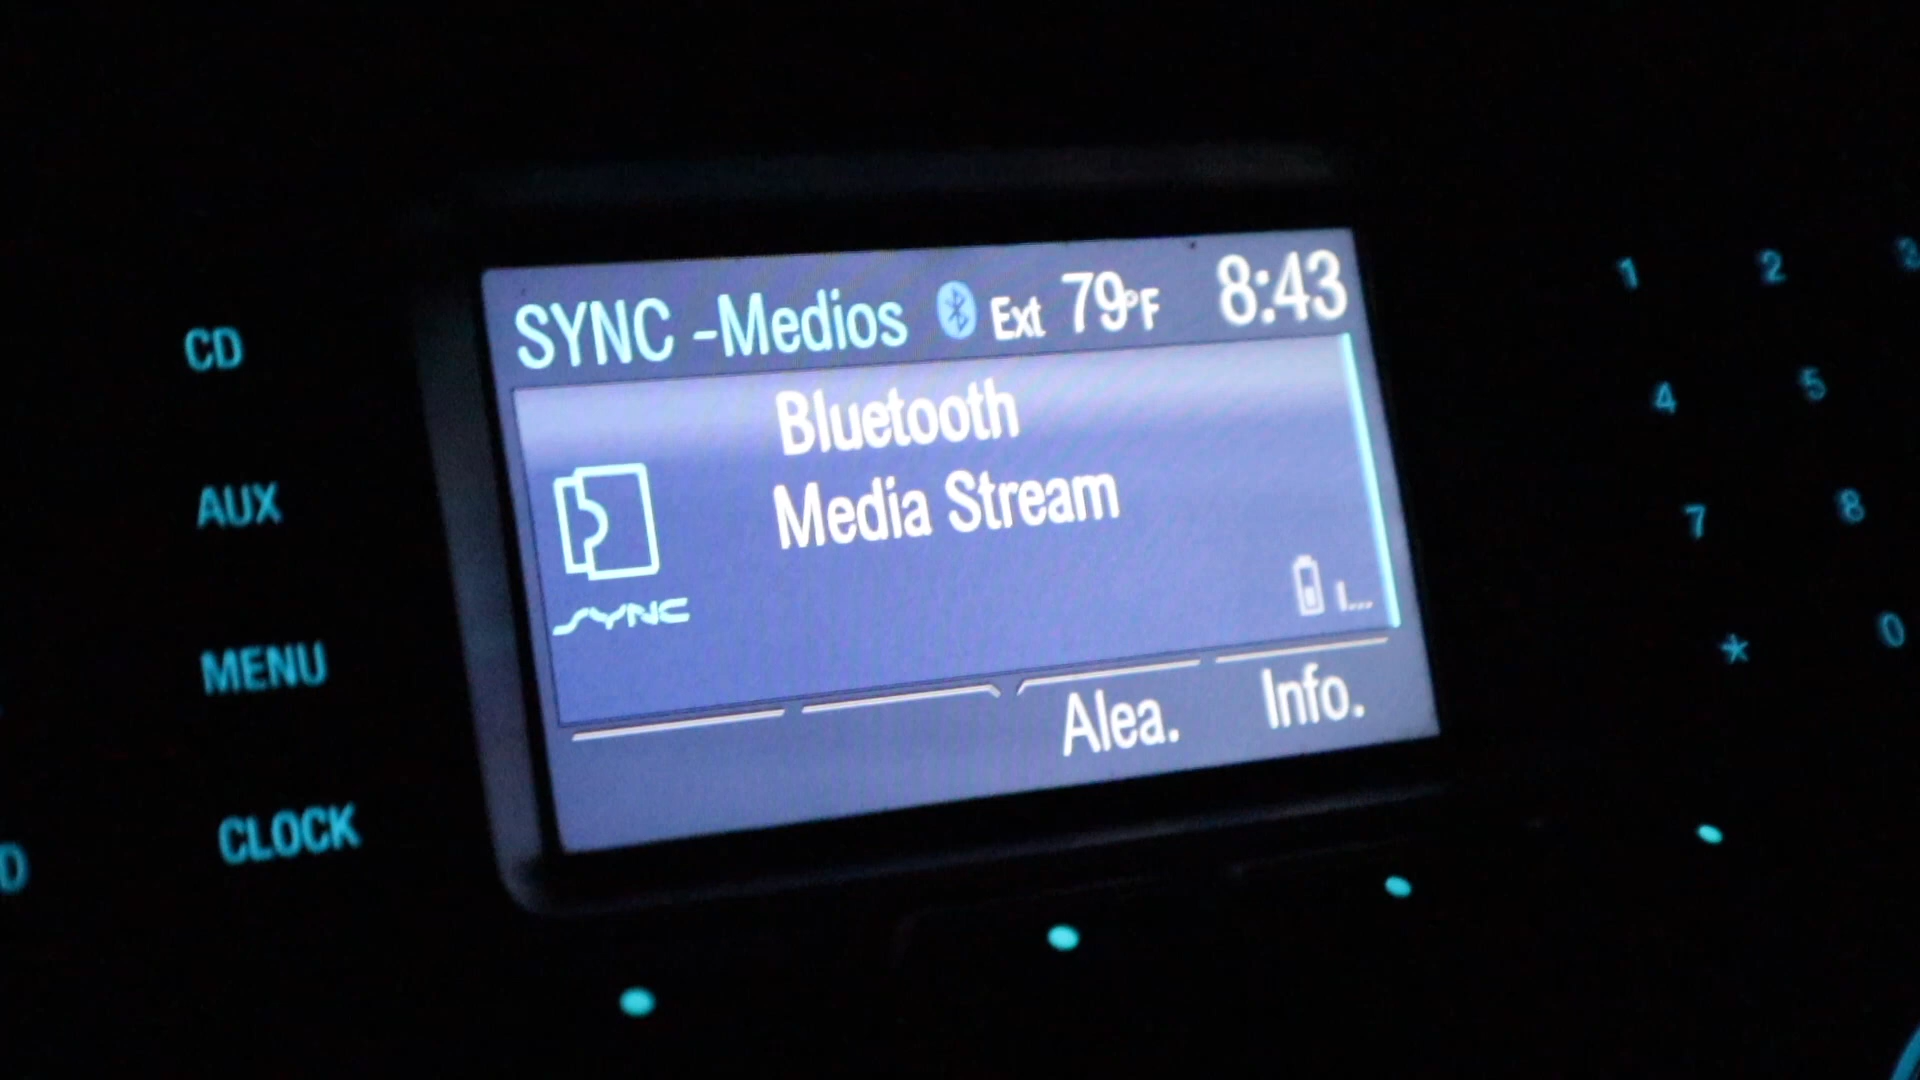 SYNC -Medios Ext 79°F 8:43
Bluetooth
Media Stream
SYNC
Alea. Info.
CD
AUX
MENU
CLOCK
1 2 3
4 5
7 8
* 0